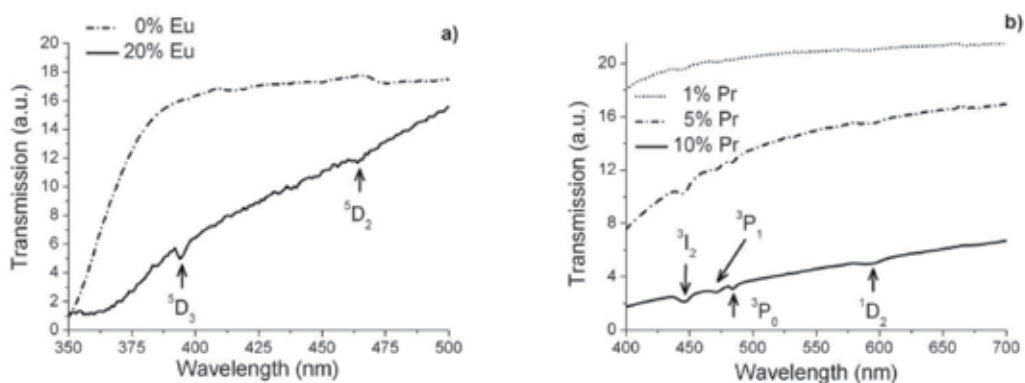 0% Eu
20% Eu
a)
20
18
16
14
12
10
8
6
4
2
0
Transmission (a.u.)
⁵D₃
⁵D₂
350 375 400 425 450 475 500
Wavelength (nm)
b)
20
16
12
8
4
0
Transmission (a.u.)
1% Pr
5% Pr
10% Pr
³I₂
³P₁
³P₀
¹D₂
400 450 500 550 600 650 700
Wavelength (nm)